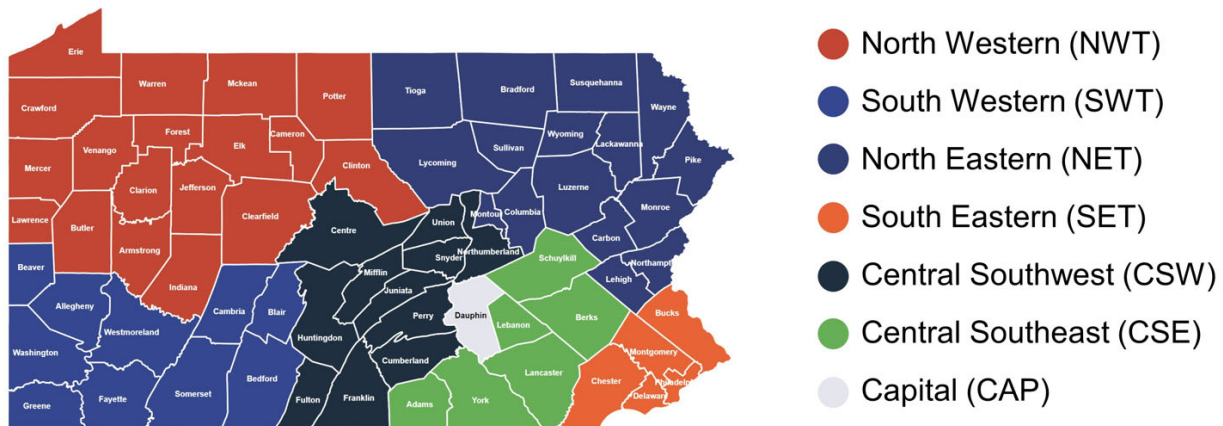 Erie
Warren
Mckean
Potter
Crawford
Forest
Cameron
Venango
Elk
Mercer
Clarion
Jefferson
Clinton
Lawrence
Butler
Clearfield
Armstrong
Indiana
Tioga
Bradford
Susquehanna
Wayne
Wyoming
Lackawanna
Sullivan
Lycoming
Pike
Luzerne
Monroe
Montour
Columbia
Carbon
Northampt
Lehigh
Centre
Union
Snyder
Northumberland
Mifflin
Juniata
Perry
Huntingdon
Cumberland
Fulton
Franklin
Schuylkill
Dauphin
Lebanon
Berks
Lancaster
Adams
York
Beaver
Allegheny
Westmoreland
Cambria
Blair
Washington
Bedford
Somerset
Fayette
Greene
Bucks
Montgomery
Chester
Philadelph
Delaware
North Western (NWT)
South Western (SWT)
North Eastern (NET)
South Eastern (SET)
Central Southwest (CSW)
Central Southeast (CSE)
Capital (CAP)